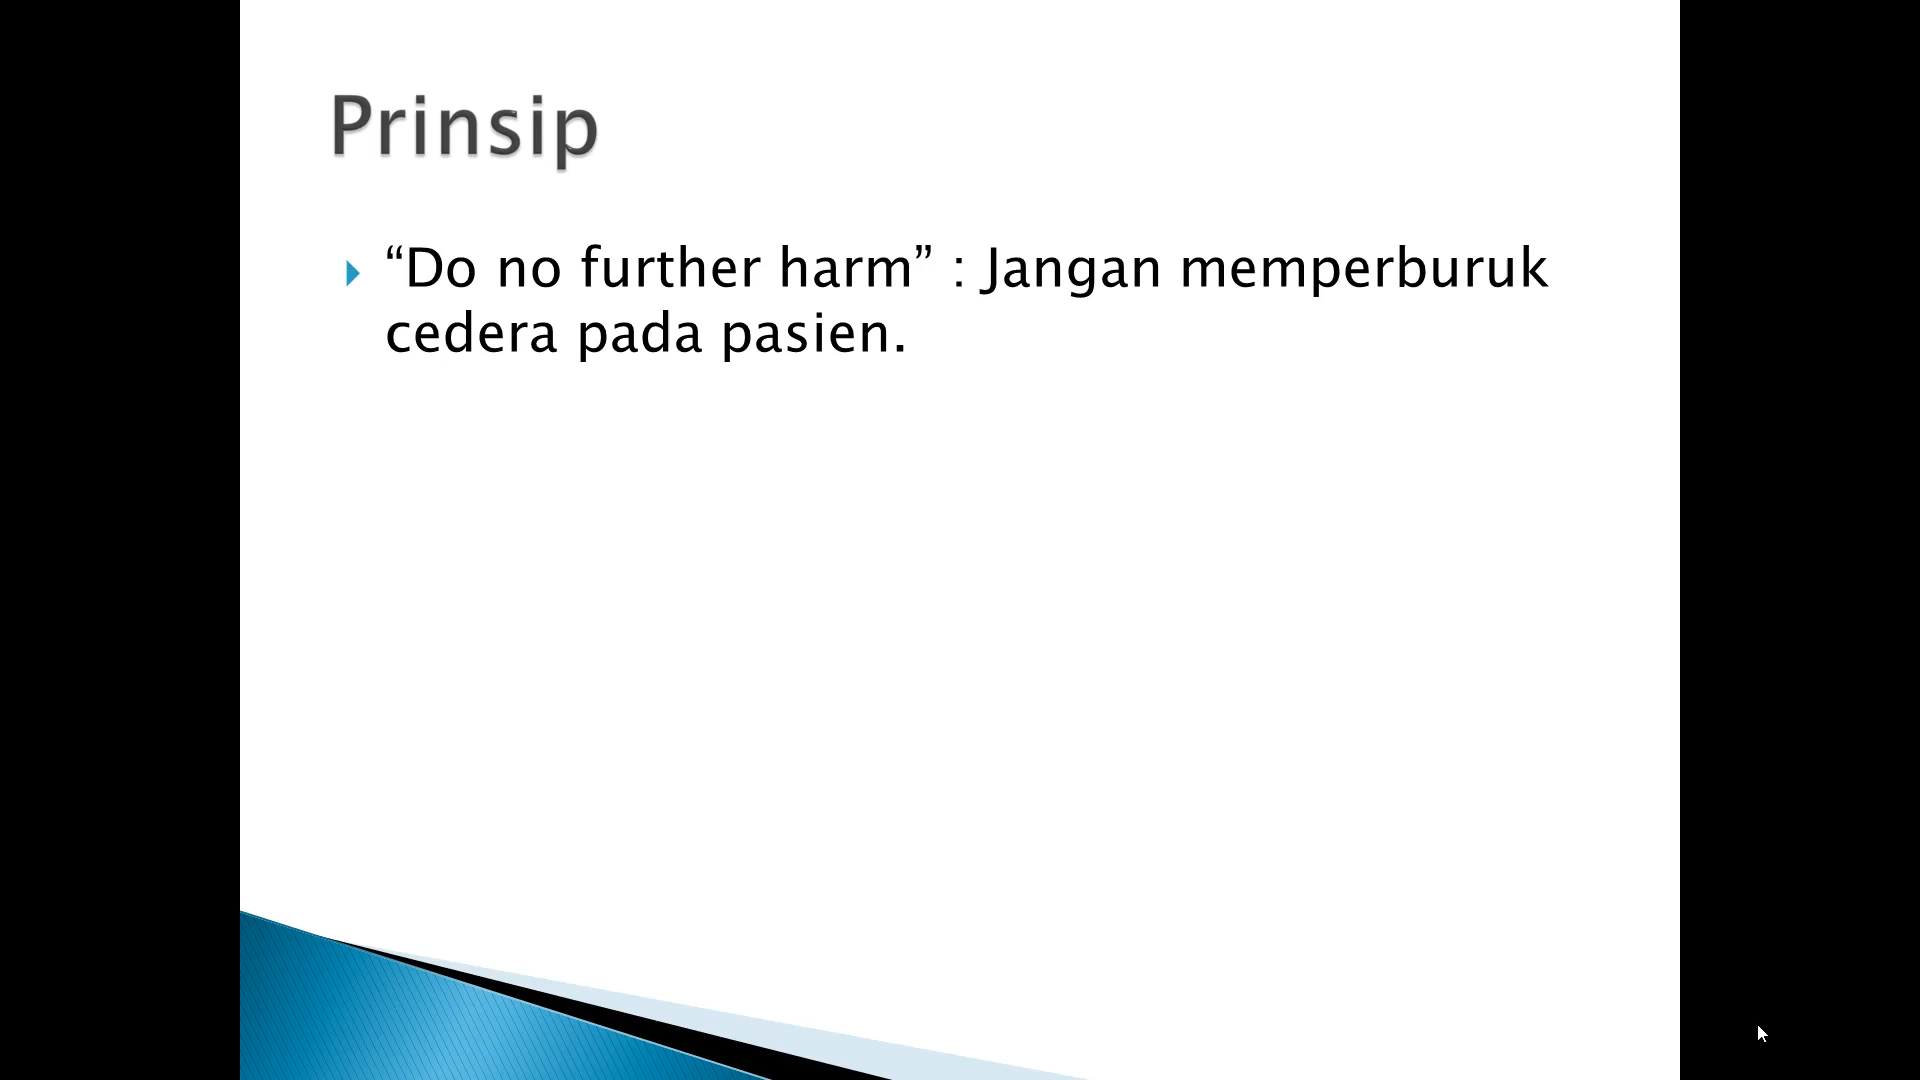 Prinsip
“Do no further harm” : Jangan memperburuk
cedera pada pasien.